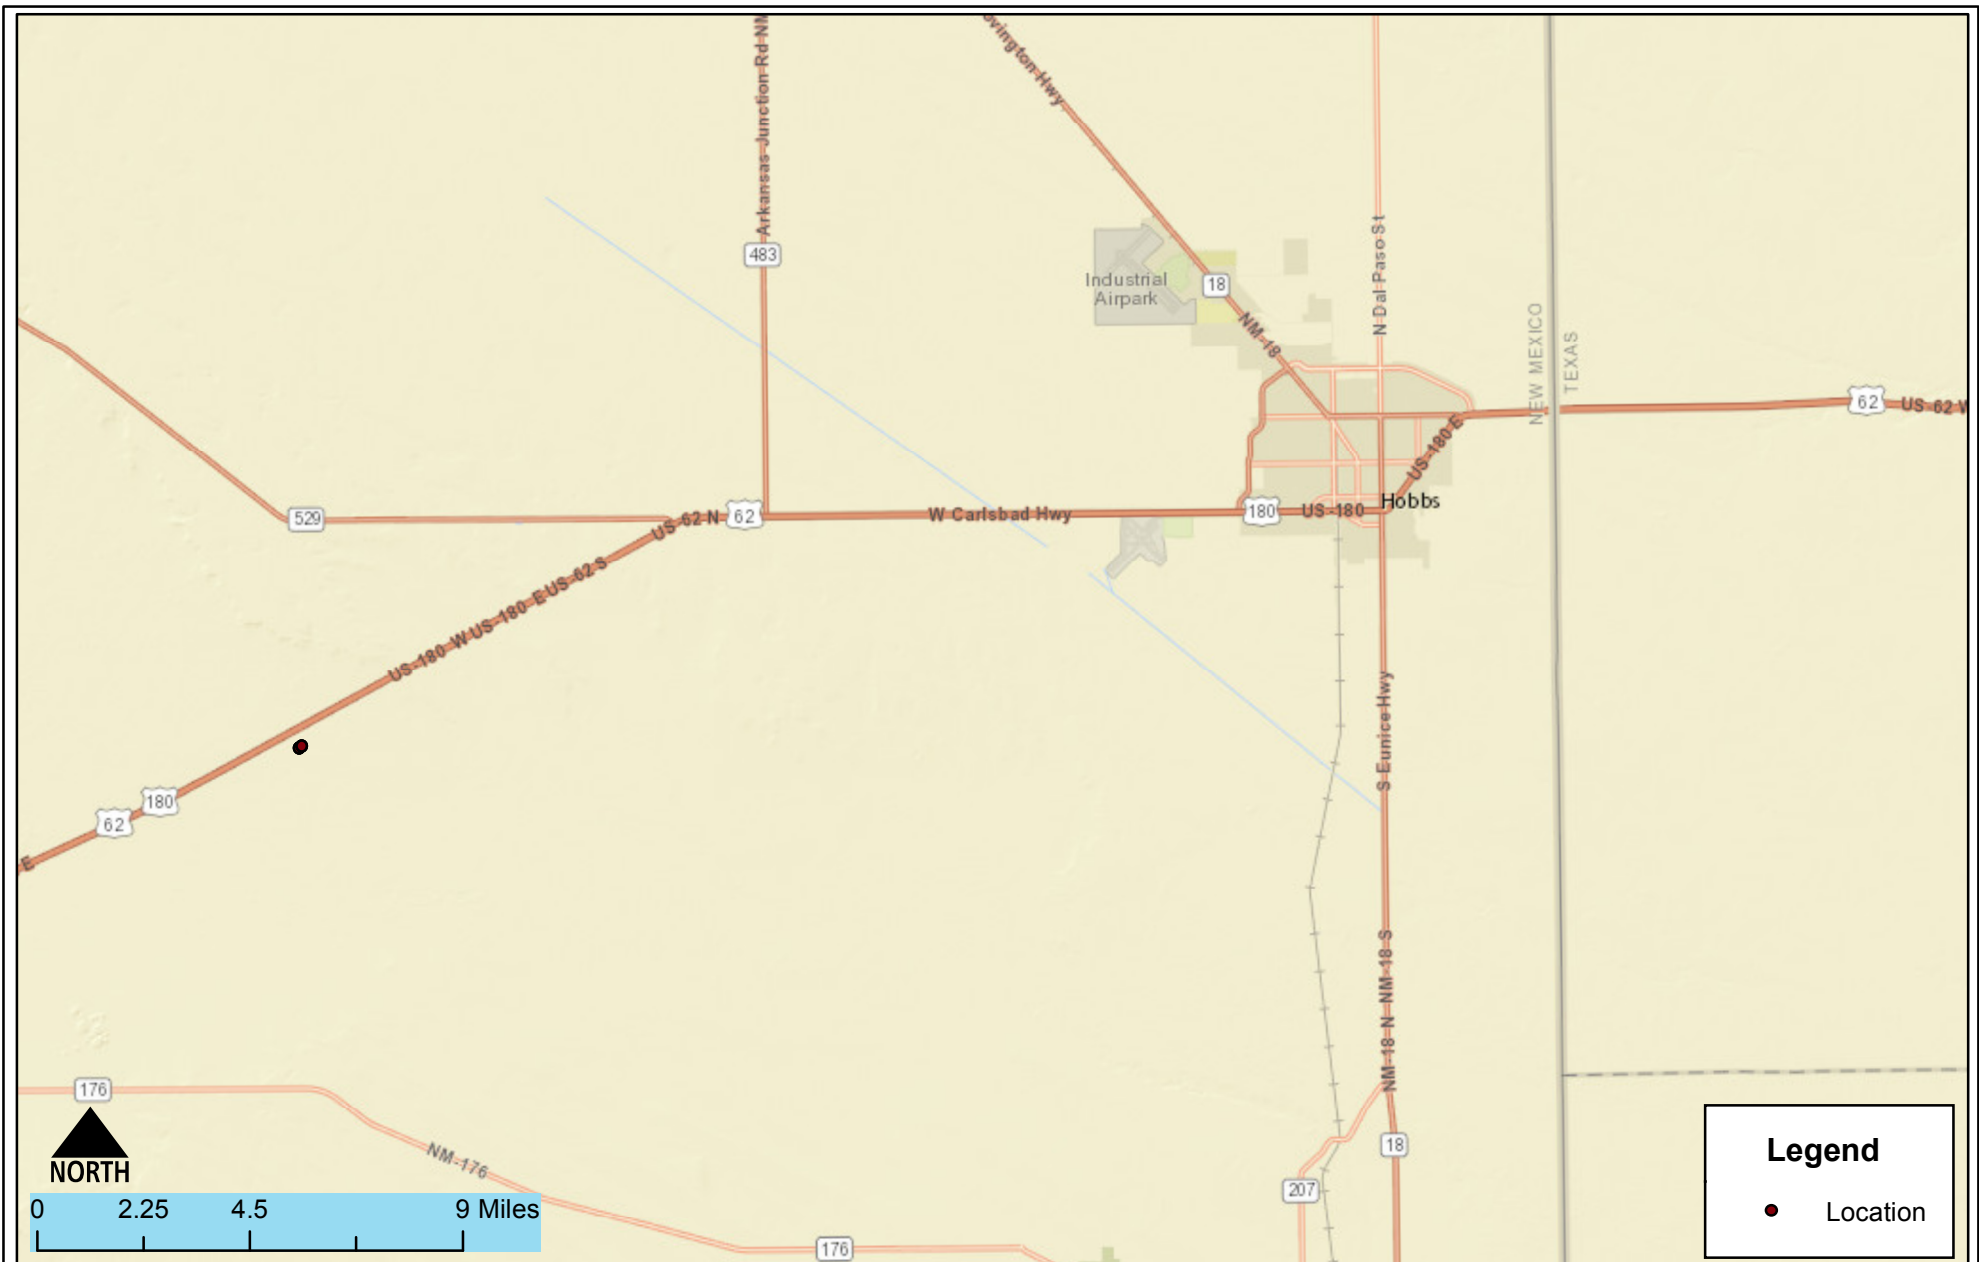 Arkansas Junction Rd NM
ovington Hwy
483
Industrial
Airpark
18
NM-18
N Dal Paso St
NEW MEXICO
TEXAS
62
US-62 W
529
US-62 N
62
W Carlsbad Hwy
180
US-180
US-180 E
Hobbs
US-180 W US-180 E US-62 S
180
62
E
S Eunice Hwy
NM-18 N NM-18 S
176
NORTH
NM-176
0 2.25 4.5 9 Miles
176
18
207
Legend
Location